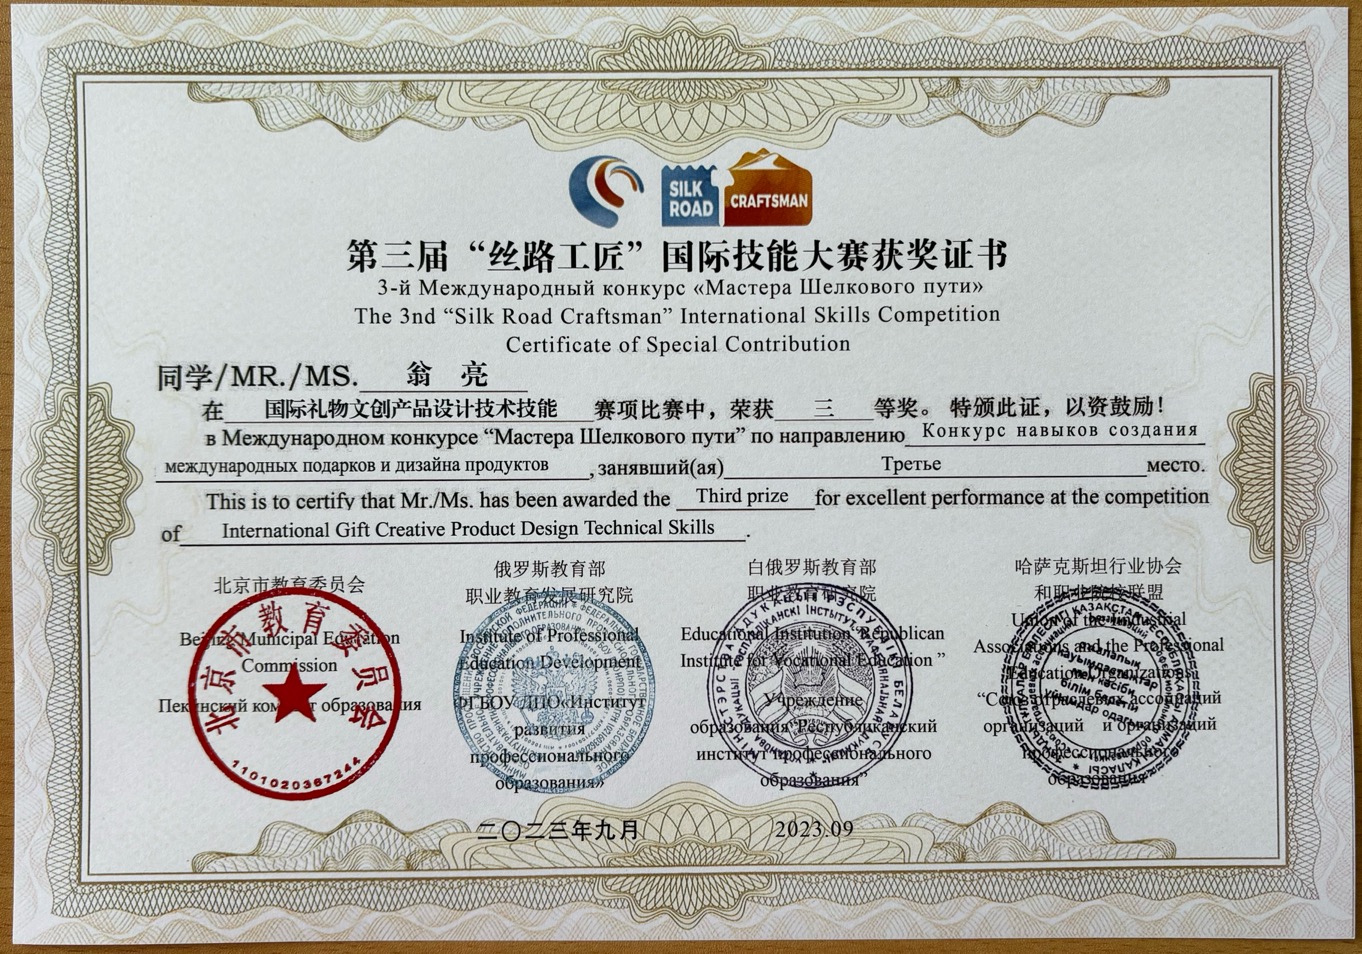 SILK
ROAD
CRAFTSMAN
第三届“丝路工匠”国际技能大赛获奖证书
3-й Международный конкурс «Мастера Шелкового пути»
The 3nd “Silk Road Craftsman” International Skills Competition
Certificate of Special Contribution
同学/MR./MS. 翁 亮
在 国际礼物文创产品设计技术技能 赛项比赛中，荣获 三 等奖。特颁此证，以资鼓励！
в Международном конкурсе “Мастера Шелкового пути” по направлению Конкурс навыков создания
международных подарков и дизайна продуктов , занявший(ая) Третье место.
This is to certify that Mr./Ms. has been awarded the Third prize for excellent performance at the competition
of International Gift Creative Product Design Technical Skills .
北京市教育委员会
Beijing Municipal Education
Commission
Пекинский комитет образования
北京市教育委员会
1101020367244
俄罗斯教育部
职业教育发展研究院
Institute of Professional
Education Development
ФГБОУ ДПО«Институт
развития
профессионального
образования»
白俄罗斯教育部
职业研究院
Educational Institution “Republican
Institute for Vocational Education ”
“Учреждение
образования“Республиканский
институт профессионального
образования”
哈萨克斯坦行业协会
和职业院校联盟
Union of the Industrial
Associations and the Professional
Education Organizations
“Союз отраслевых ассоциаций
организаций и организаций
профессионального
образования”
二〇二三年九月
2023.09